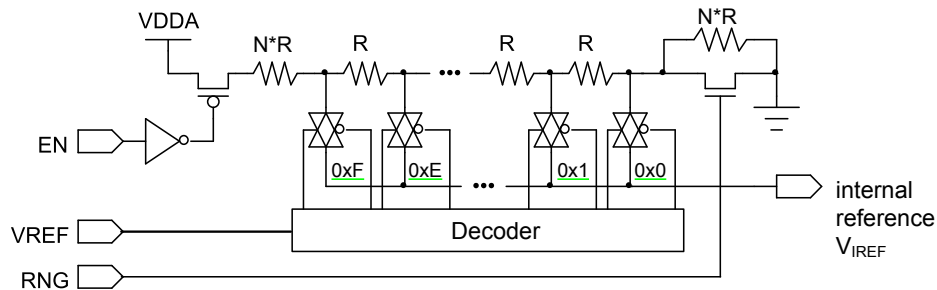 VDDA
N*R
R
R
R
N*R
EN
0xF
0xE
0x1
0x0
internal
reference
VIREF
VREF
Decoder
RNG